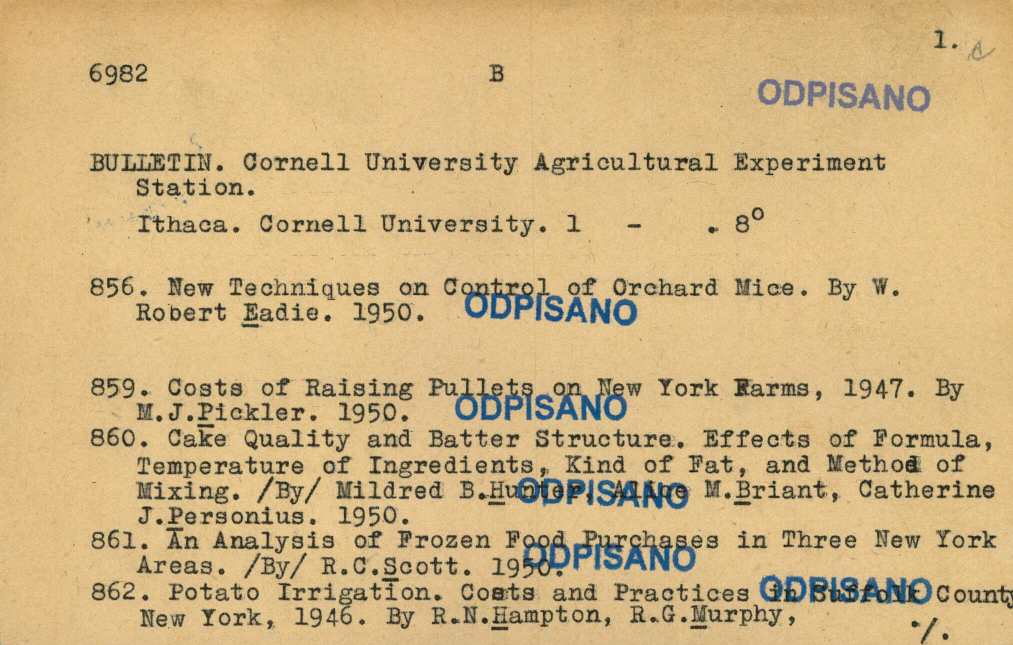 1.
6982 B
ODPISANO
BULLETIN. Cornell University Agricultural Experiment
Station.
Ithaca. Cornell University. 1 - . 8°
856. New Techniques on Control of Orchard Mice. By W.
Robert Eadie. 1950. ODPISANO
859. Costs of Raising Pullets on New York Farms, 1947. By
M.J.Pickler. 1950. ODPISANO
860. Cake Quality and Batter Structure. Effects of Formula,
Temperature of Ingredients, Kind of Fat, and Method of
Mixing. /By/ Mildred B.Hunter, Alice M.Briant, Catherine
ODPISANO
J.Personius. 1950.
861. An Analysis of Frozen Food Purchases in Three New York
Areas. /By/ R.C.Scott. 1950. ODPISANO
862. Potato Irrigation. Costs and Practices in Suffolk County
ODPISANO
New York, 1946. By R.N.Hampton, R.G.Murphy,
./.